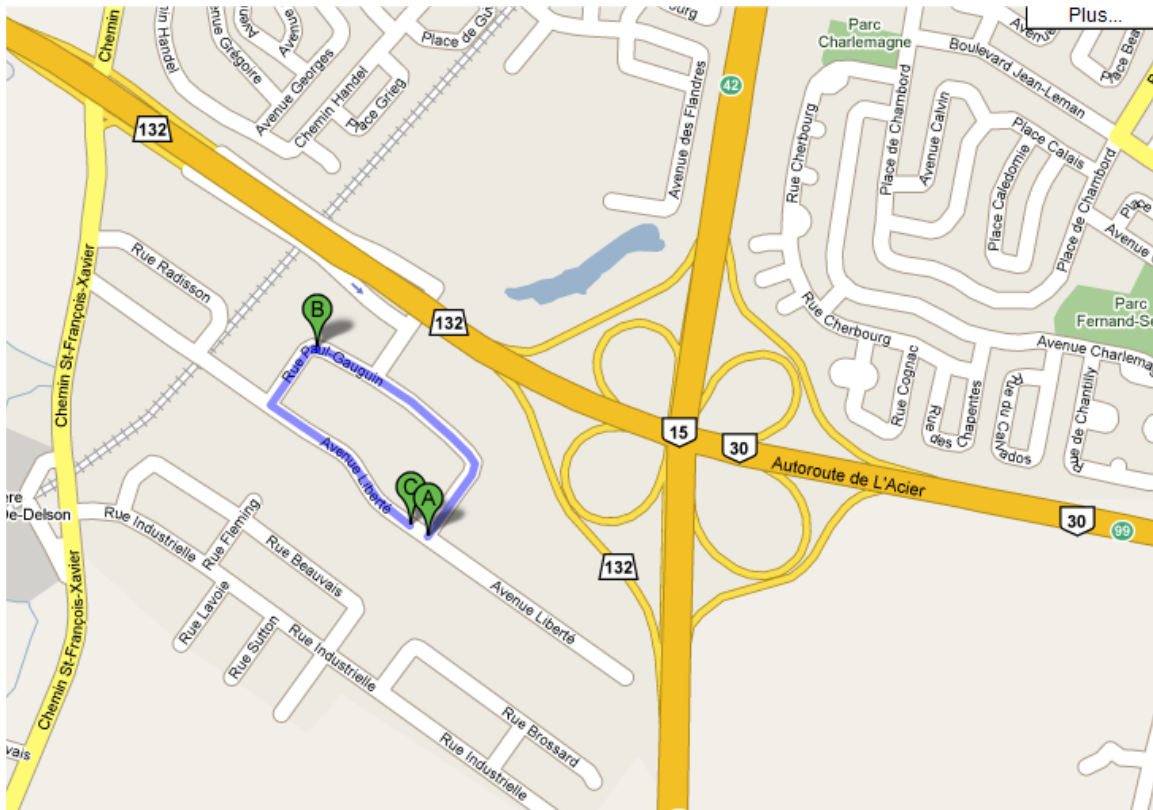 Plus...
Chemin
Avenue Georges
Chemin Handel
Place Grieg
Avenue des Flandres
42
Parc
Charlemagne
Boulevard Jean-Leman
Rue Cherbourg
Place de Chambord
Avenue Calvin
Place Calais
Place Caledornie
Place de Chambord
132
Rue Radisson
Chemin St-François-Xavier
B
Rue Paul-Gauguin
132
Rue Cherbourg
Parc
Avenue Charlemagne
Rue Cognac
Rue des
Chapentes
Rue du Calvados
Rue de Chantilly
15
30
Autoroute de L'Acier
30
99
Avenue Liberté
C
A
De-Delson
Rue Industrielle
Rue Fleming
Rue Beauvais
132
Avenue Liberté
Rue Lavoie
Rue Sutton
Rue Industrielle
Chemin St-François-Xavier
Rue Brossard
Rue Industrielle